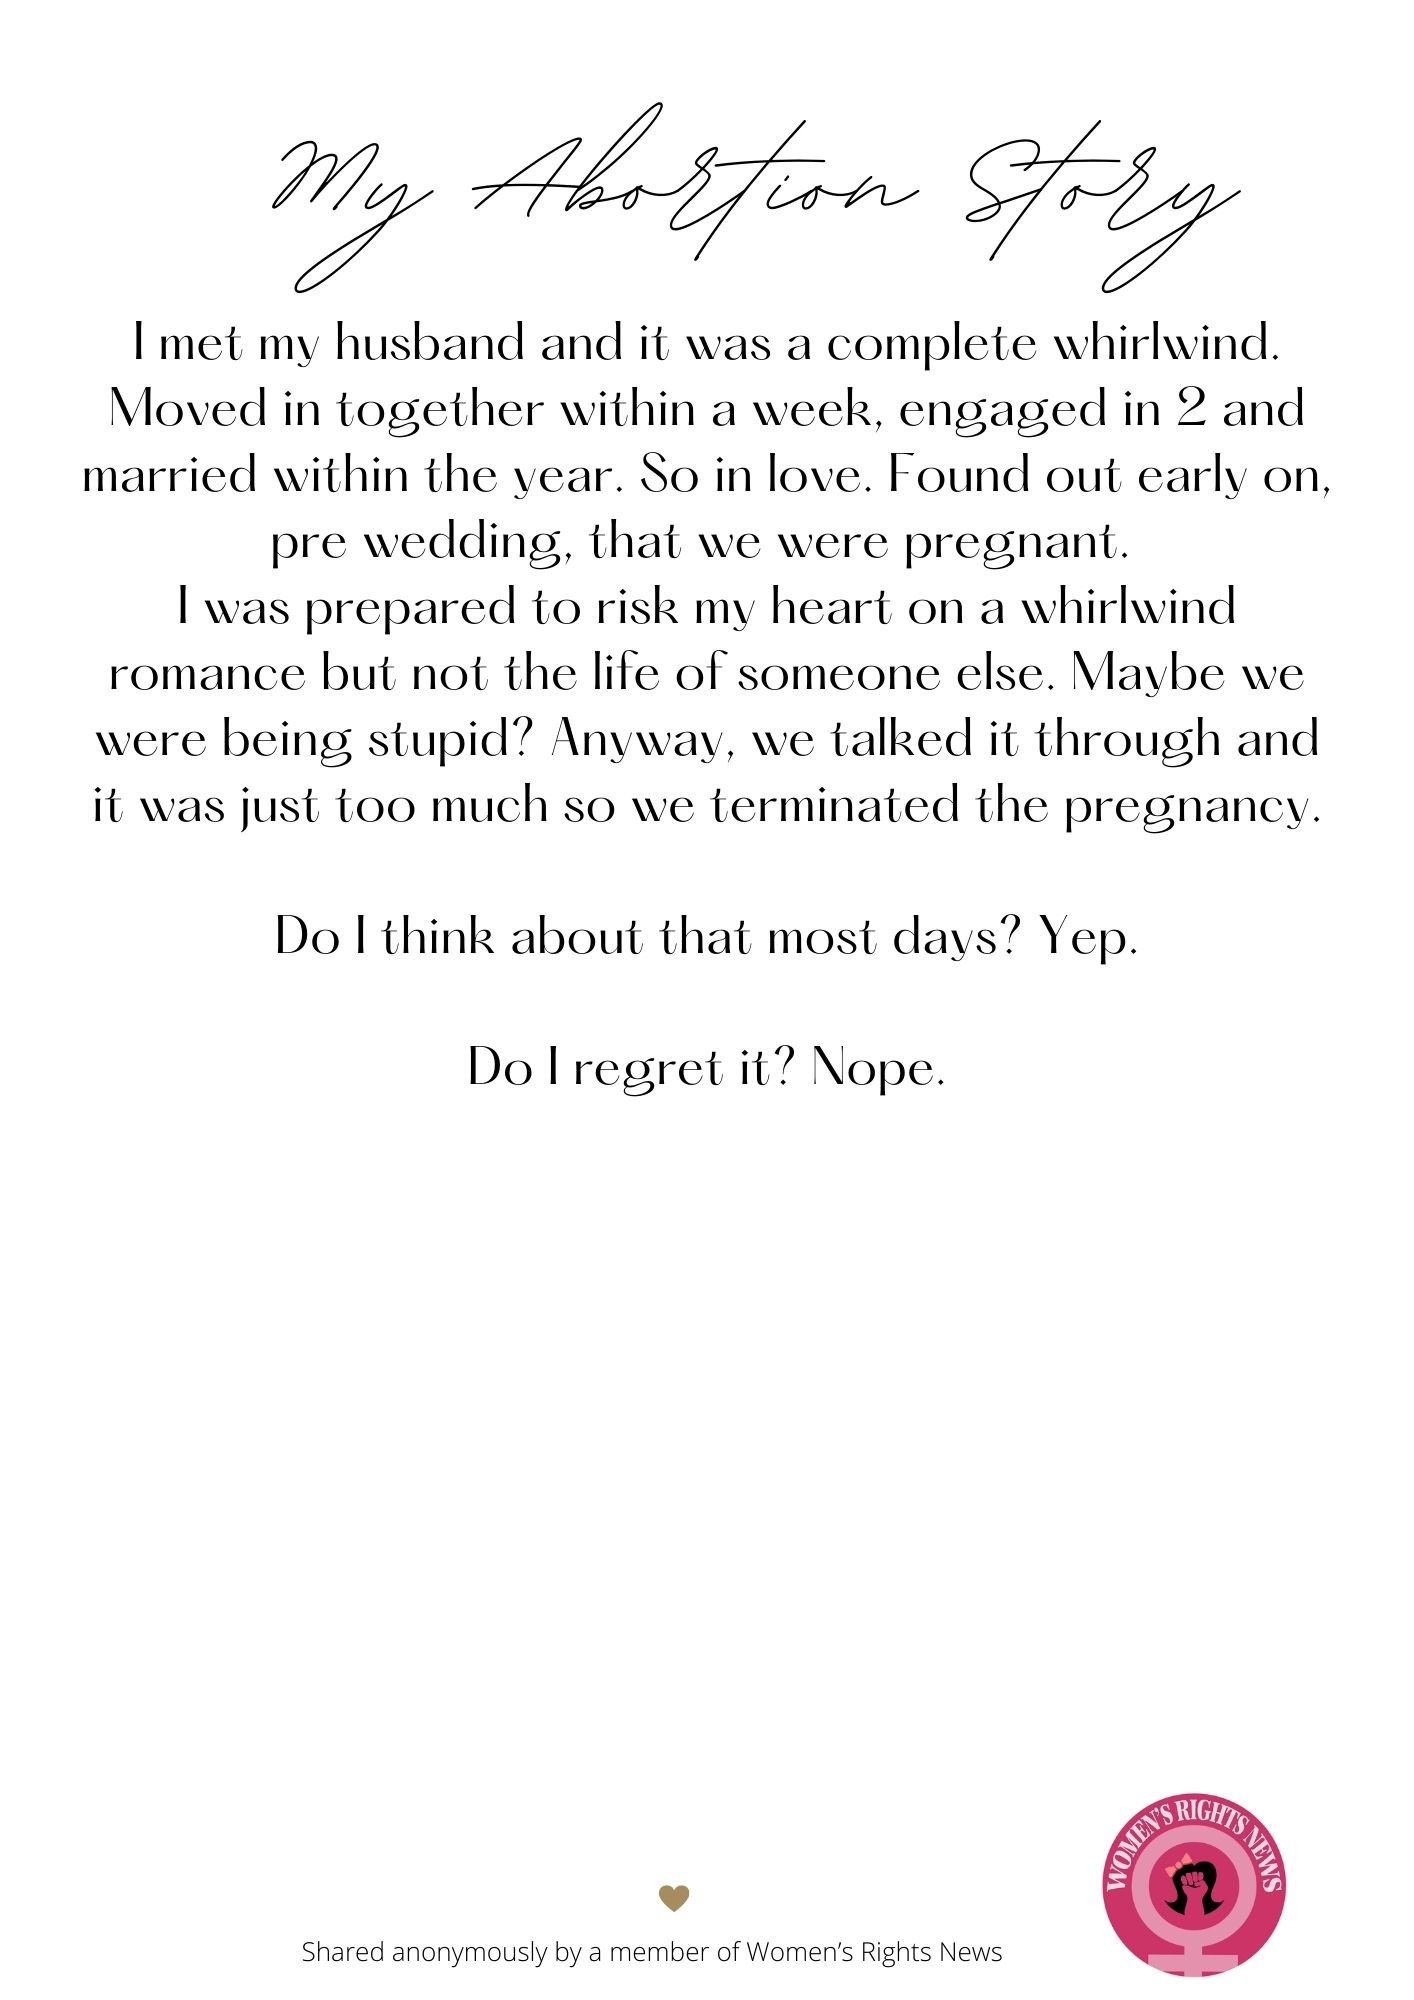 My Abortion Story
I met my husband and it was a complete whirlwind.
Moved in together within a week, engaged in 2 and
married within the year. So in love. Found out early on,
pre wedding, that we were pregnant.
I was prepared to risk my heart on a whirlwind
romance but not the life of someone else. Maybe we
were being stupid? Anyway, we talked it through and
it was just too much so we terminated the pregnancy.
Do I think about that most days? Yep.
Do I regret it? Nope.
WOMEN'S RIGHTS NEWS
Shared anonymously by a member of Women's Rights News